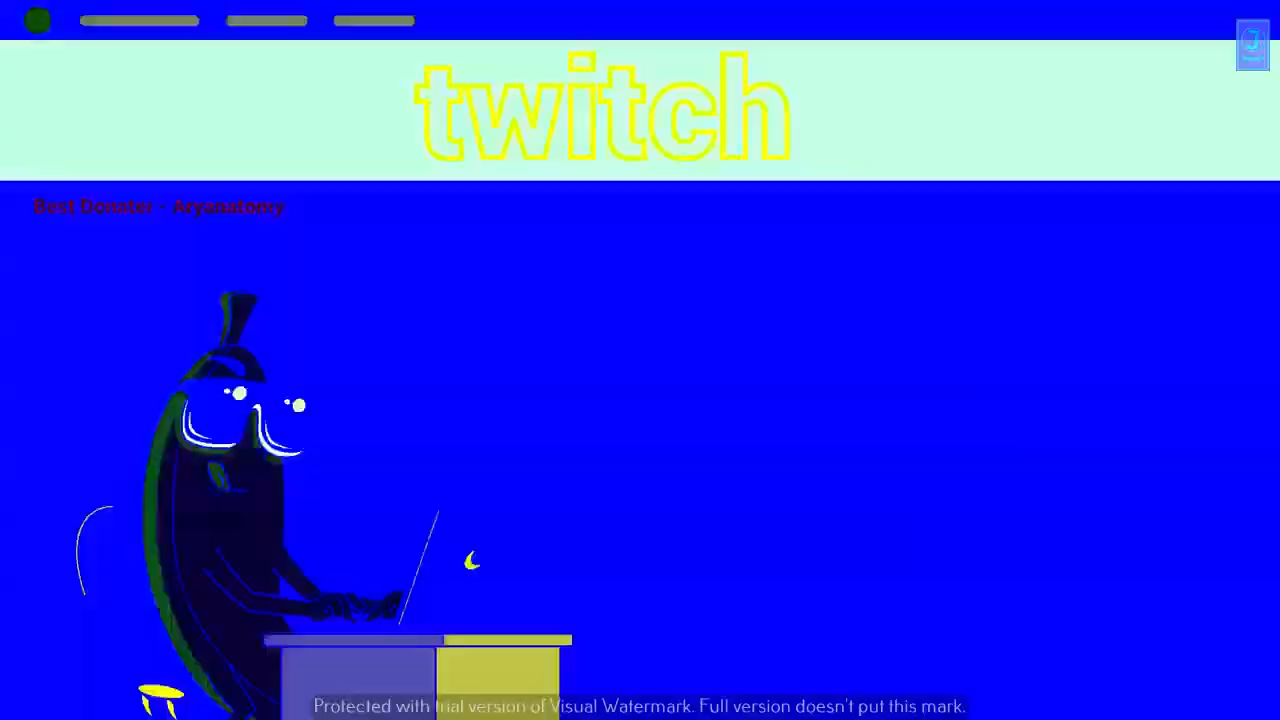 twitch
Best Donater - Aryanatomy
Protected with trial version of Visual Watermark. Full version doesn't put this mark.